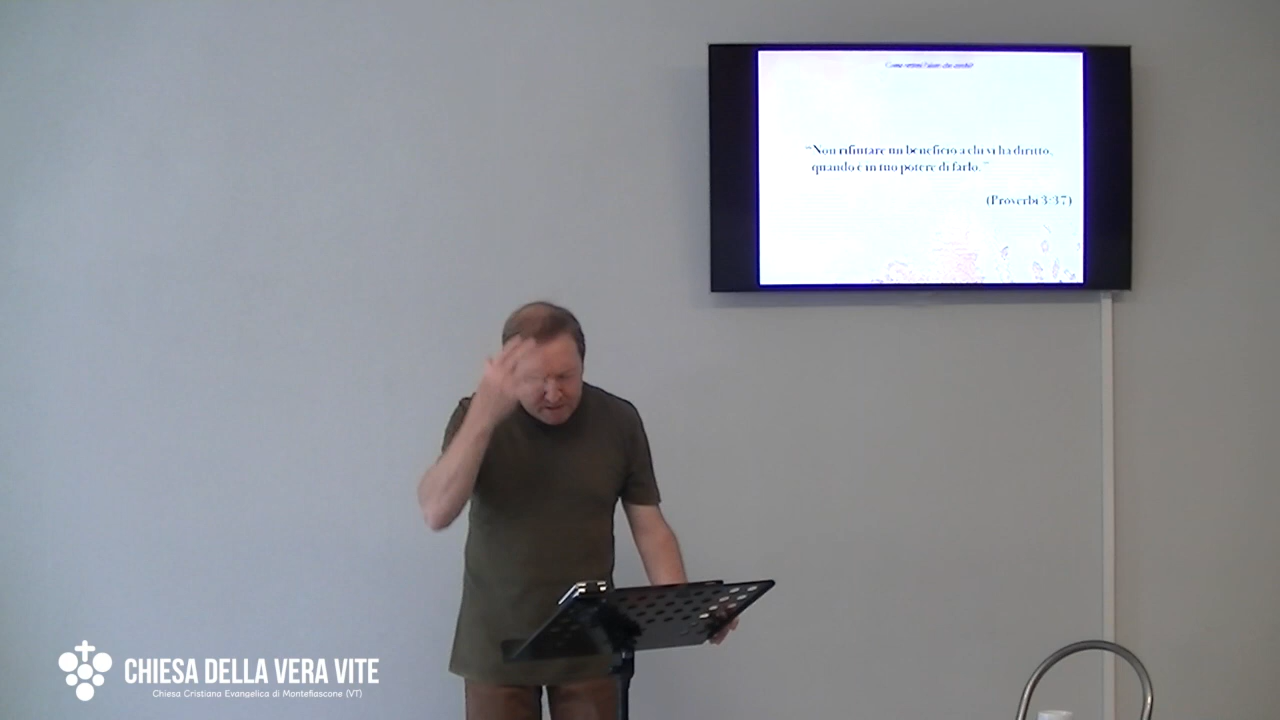 "Non rifiutare un beneficio a chi vi ha diritto,
quando è in tuo potere di farlo."
(Proverbi 3:37)
CHIESA DELLA VERA VITE
Chiesa Cristiana Evangelica di Montefiascone (VT)